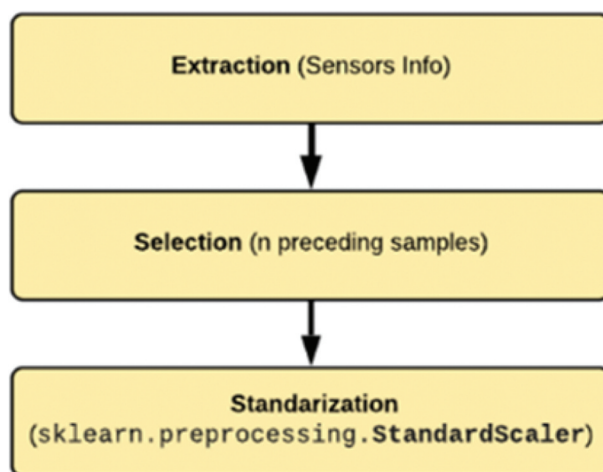 Extraction (Sensors Info)
Selection (n preceding samples)
Standarization
(sklearn.preprocessing.StandardScaler)